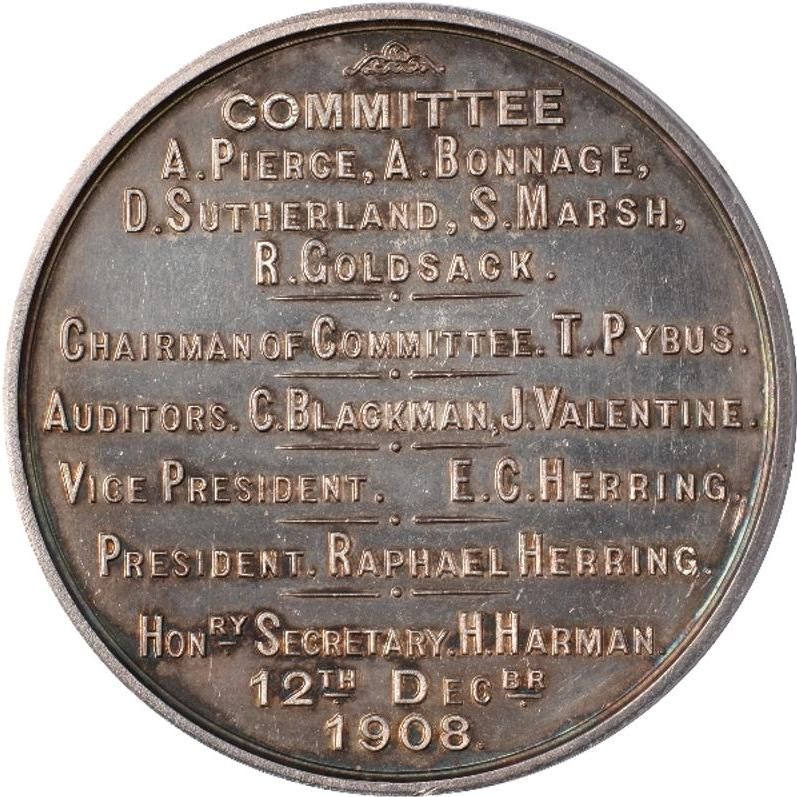 COMMITTEE
A. PIERCE, A. BONNAGE,
D. SUTHERLAND, S. MARSH,
R. GOLDSACK.
CHAIRMAN OF COMMITTEE. T. PYBUS.
AUDITORS. C. BLACKMAN, J. VALENTINE.
VICE PRESIDENT. E. C. HERRING.
PRESIDENT. RAPHAEL HERRING.
HONRY SECRETARY. H. HARMAN.
12TH DECBR
1908.